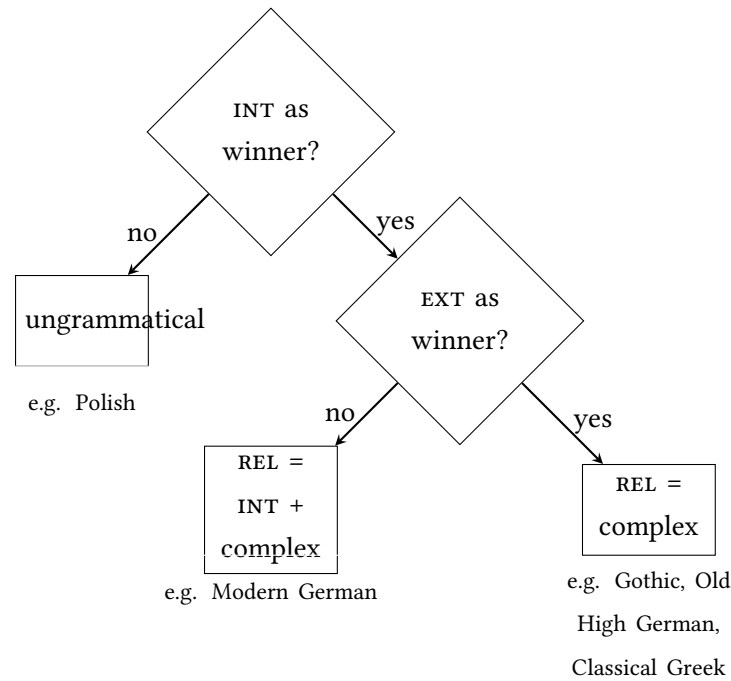 INT as
winner?
no
yes
ungrammatical
e.g. Polish
EXT as
winner?
no
yes
REL =
INT +
complex
e.g. Modern German
REL =
complex
e.g. Gothic, Old
High German,
Classical Greek